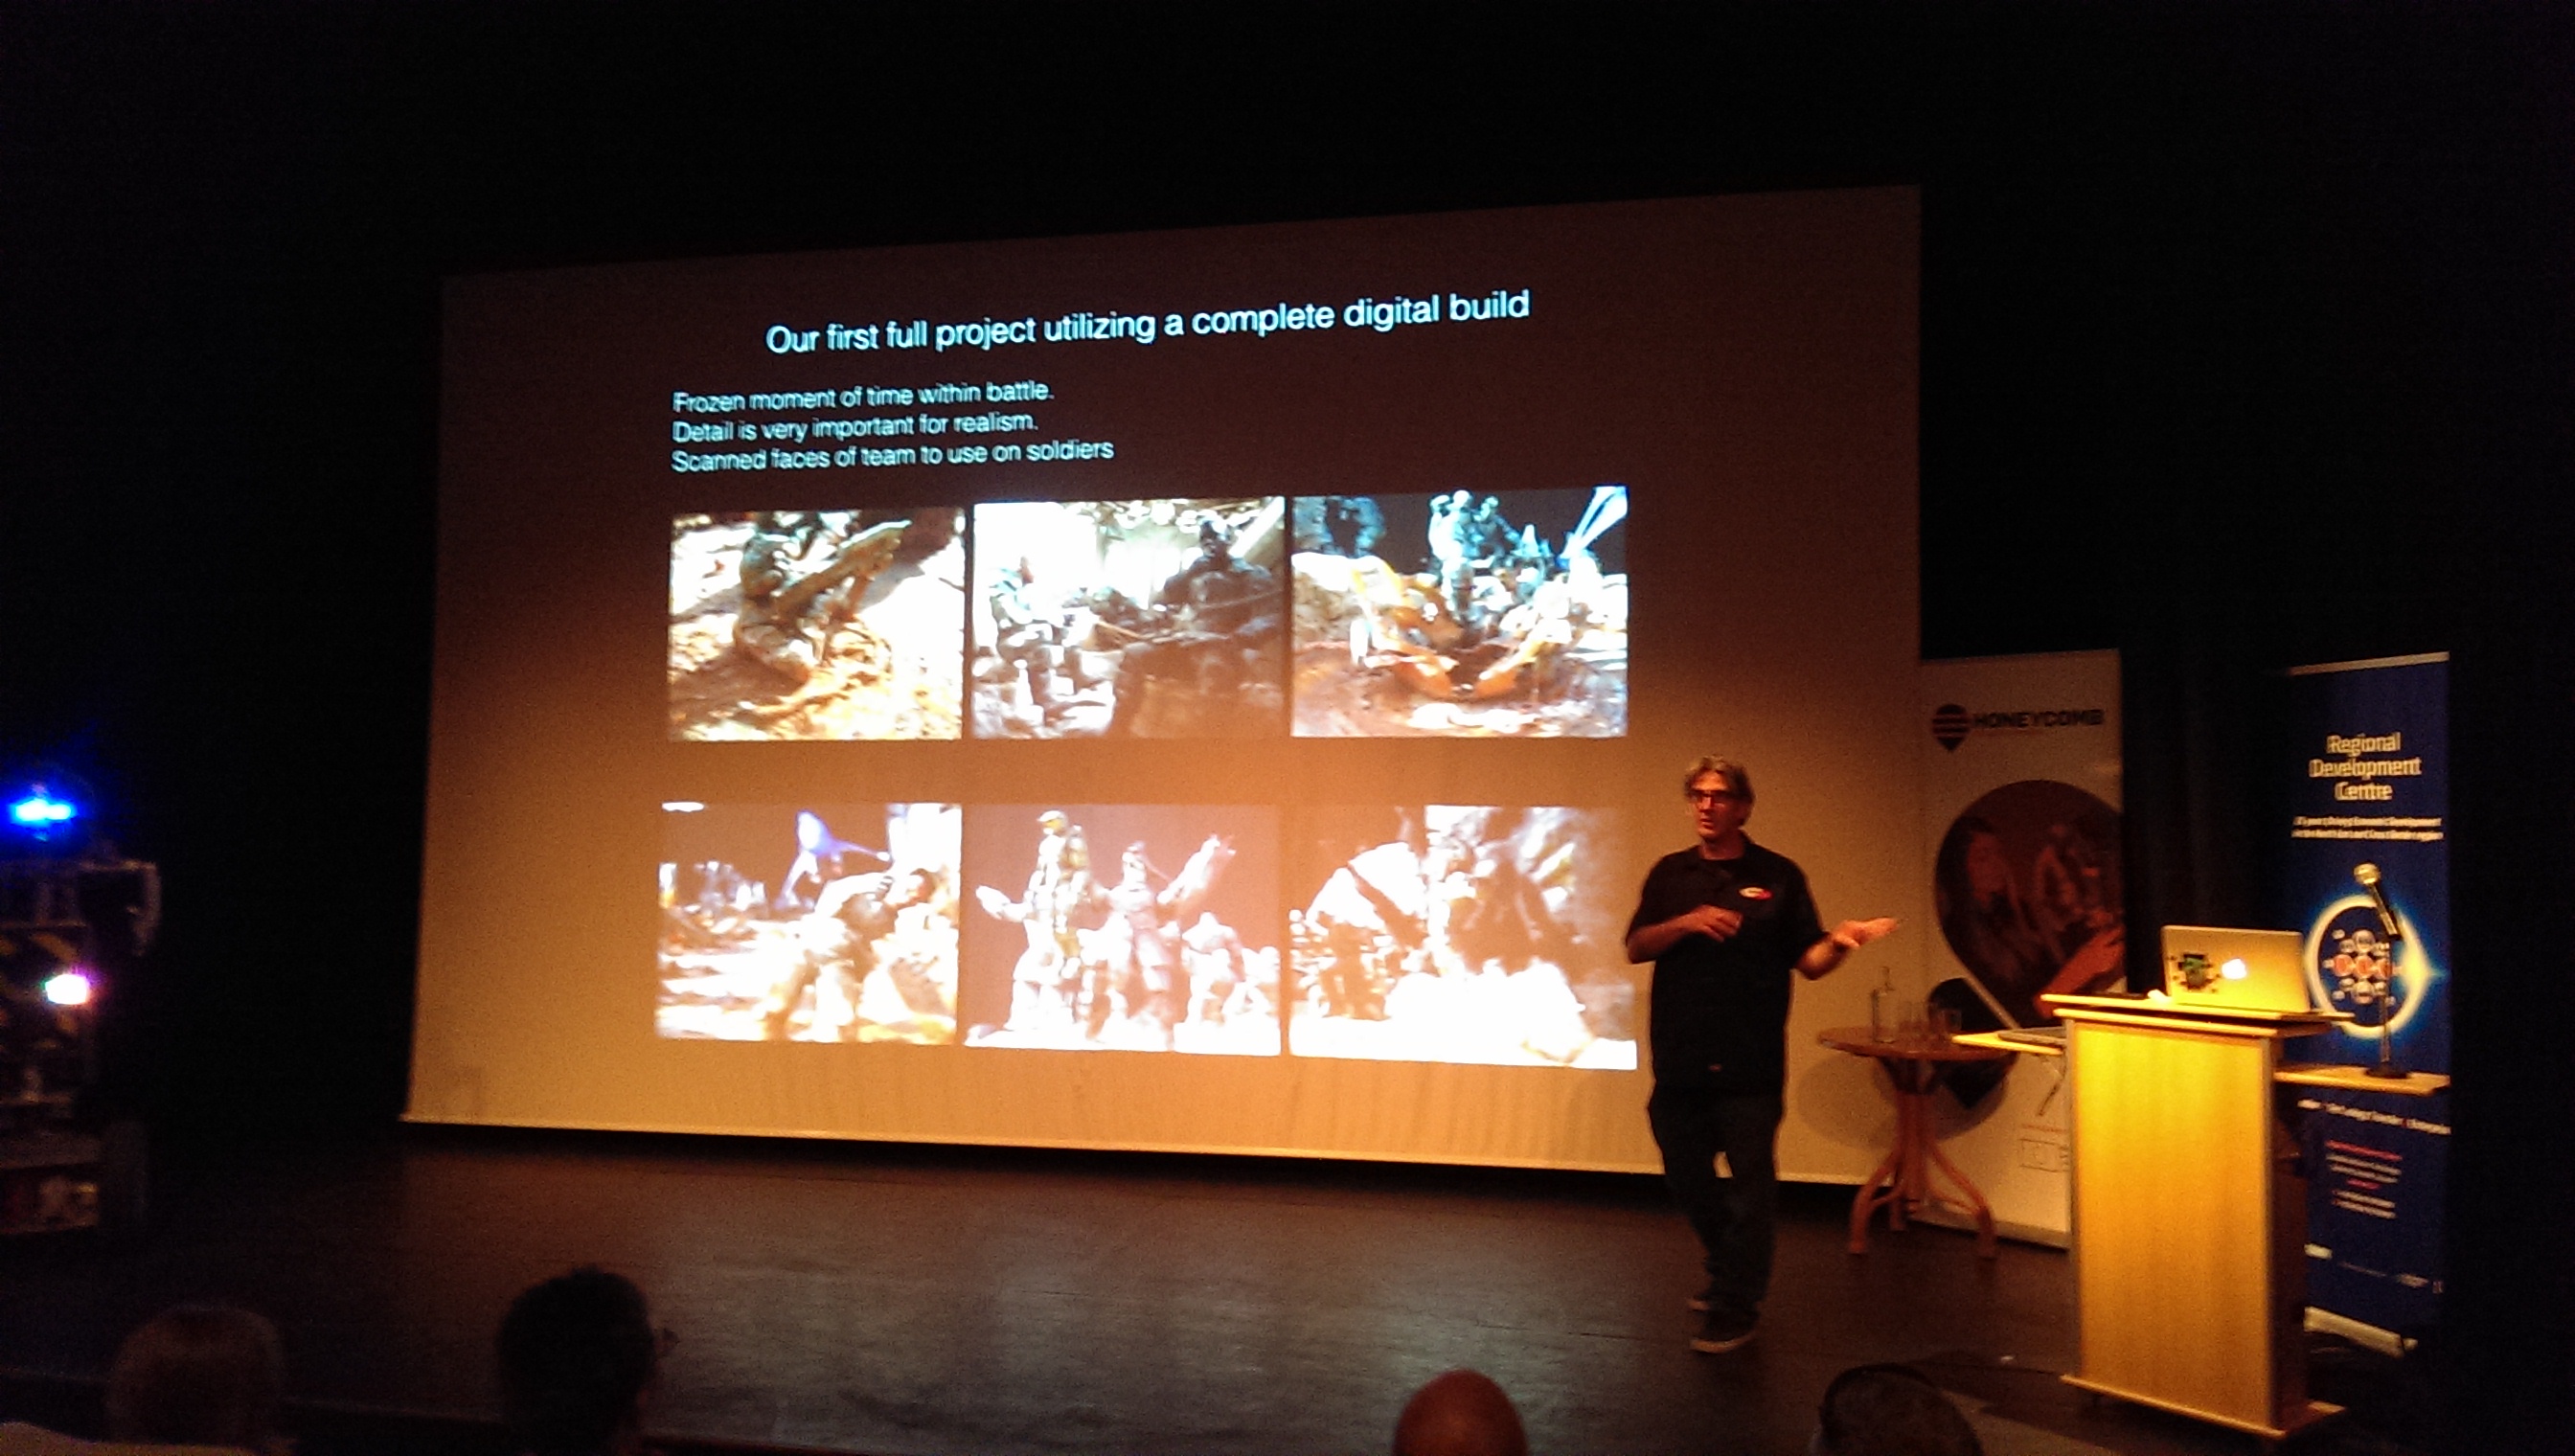 Our first full project utilizing a complete digital build
Frozen moment of time within battle.
Detail is very important for realism.
Scanned faces of team to use on soldiers
HONEYCOMB
Regional
Development
Centre